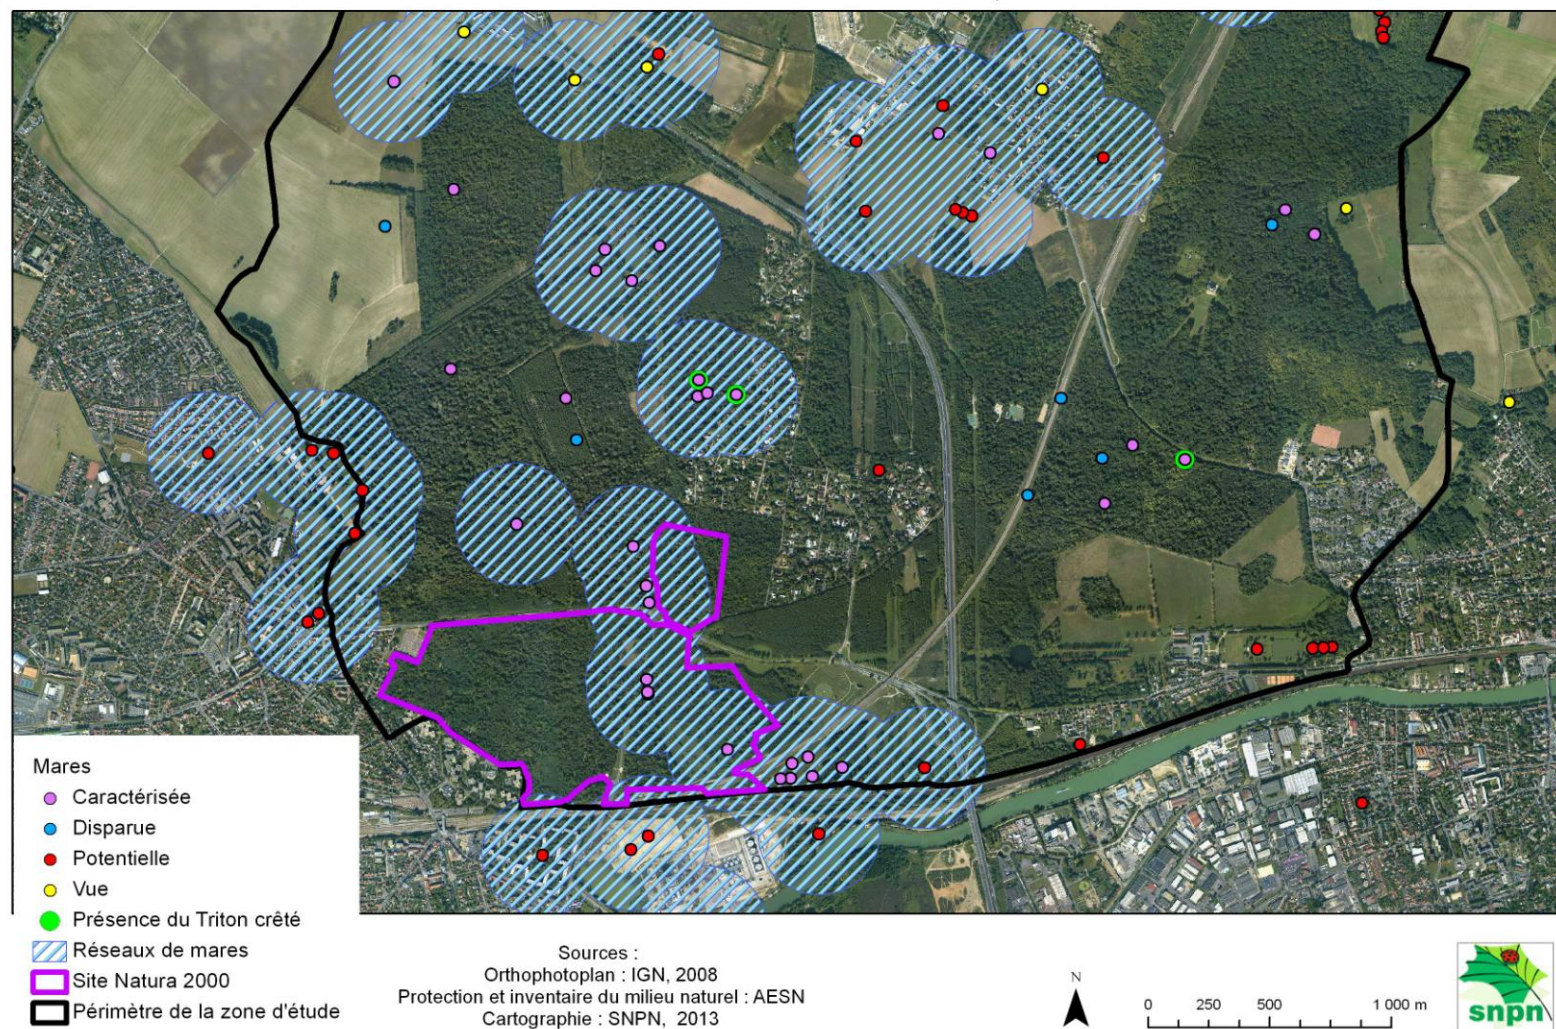 Mares
Caractérisée
Disparue
Potentielle
Vue
Présence du Triton crêté
Réseaux de mares
Site Natura 2000
Périmètre de la zone d'étude
Sources :
Orthophotoplan : IGN, 2008
Protection et inventaire du milieu naturel : AESN
Cartographie : SNPN, 2013
N
0 250 500 1 000 m
snpn